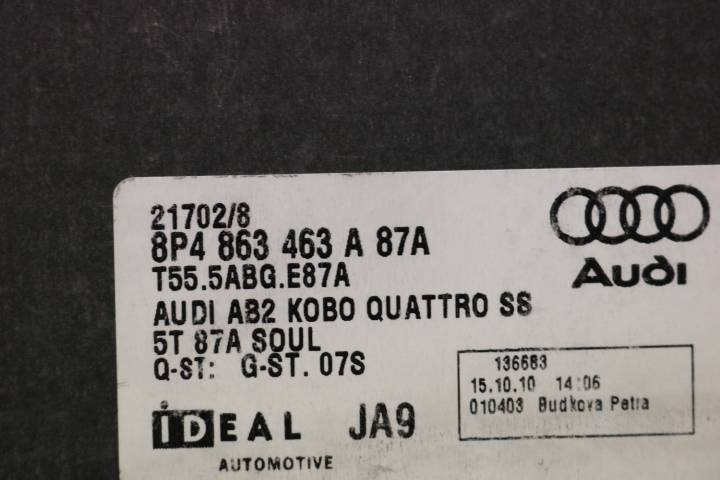 21702/8
8P4 863 463 A 87A
T55.5ABG.E87A
AUDI AB2 KOBO QUATTRO SS
5T 87A SOUL
Q-ST: G-ST. 07S
Audi
136683
15.10.10 14:06
010403 Budkova Petra
iDEAL JA9
AUTOMOTIVE